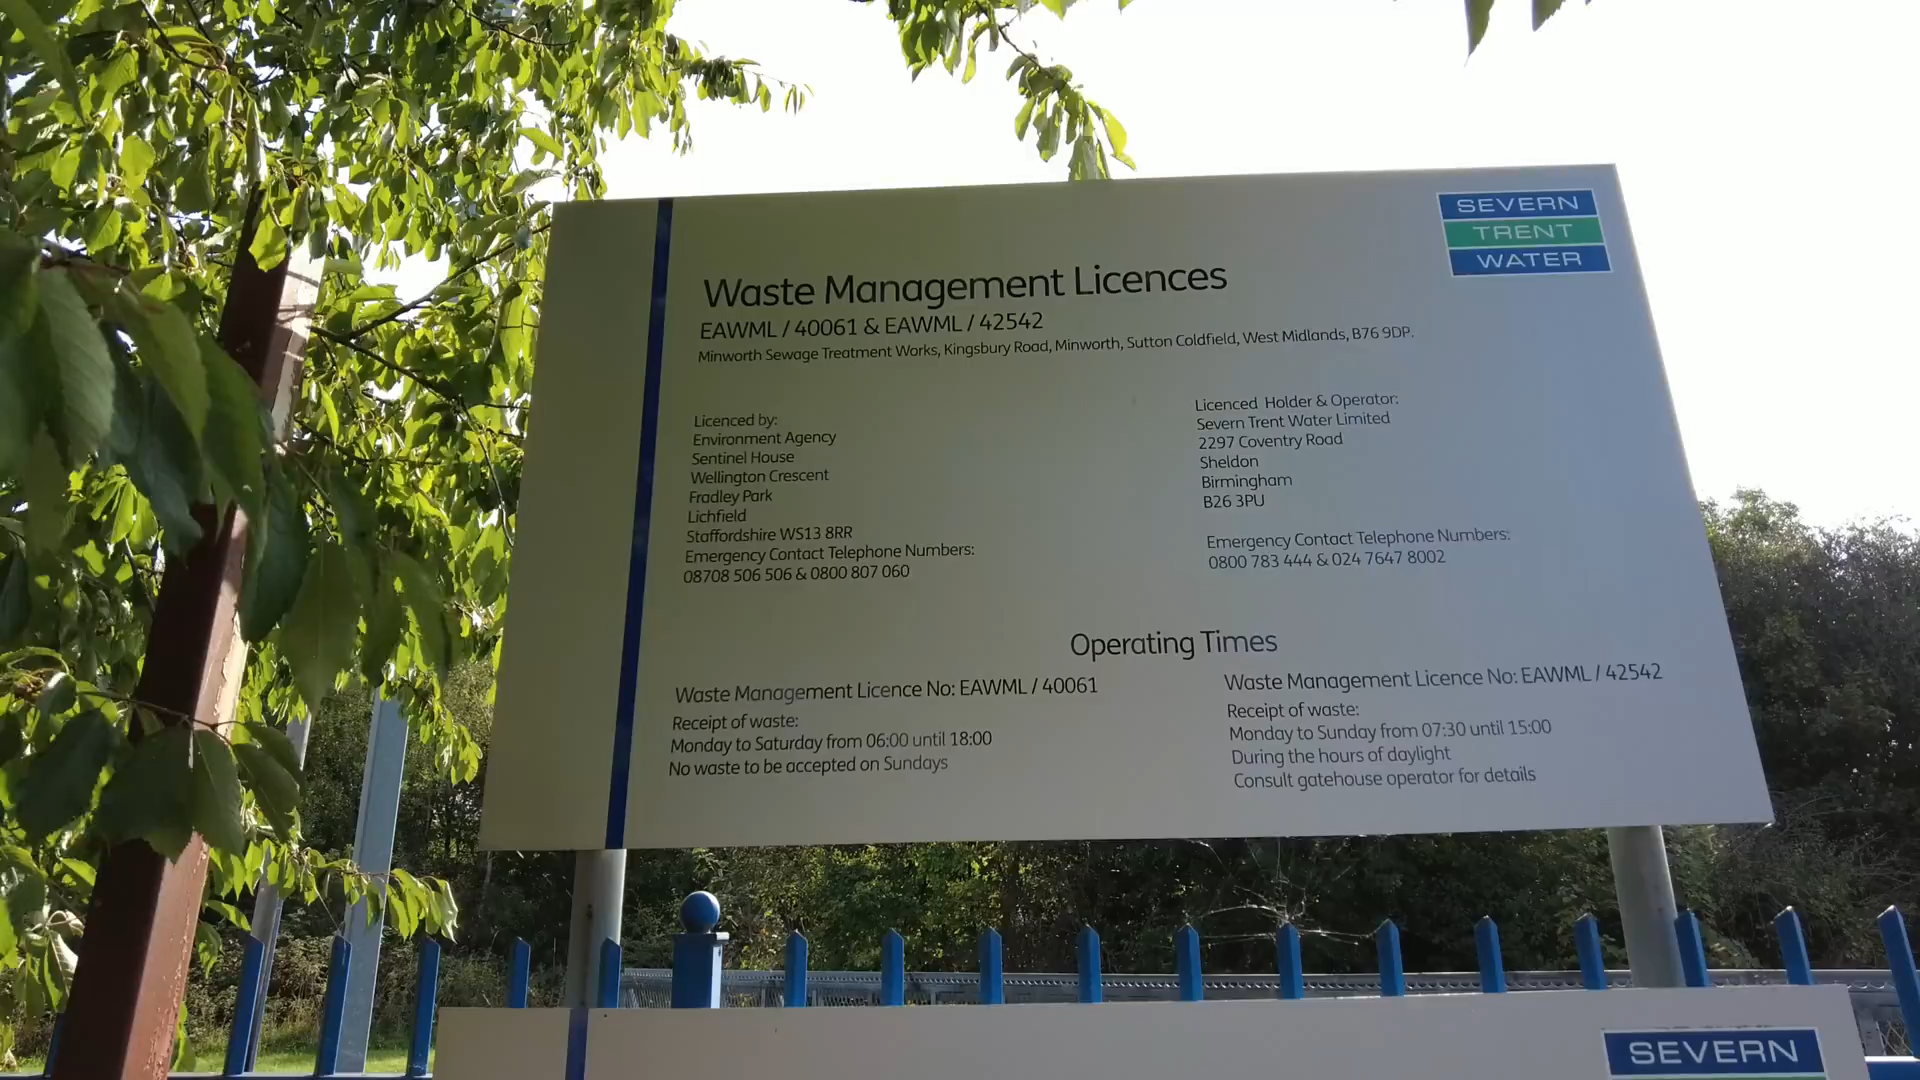 SEVERN
TRENT
WATER
Waste Management Licences
EAWML / 40061 & EAWML / 42542
Minworth Sewage Treatment Works, Kingsbury Road, Minworth, Sutton Coldfield, West Midlands, B76 9DP.
Licenced by:
Environment Agency
Sentinel House
Wellington Crescent
Fradley Park
Lichfield
Staffordshire WS13 8RR
Emergency Contact Telephone Numbers:
08708 506 506 & 0800 807 060
Licenced Holder & Operator:
Severn Trent Water Limited
2297 Coventry Road
Sheldon
Birmingham
B26 3PU
Emergency Contact Telephone Numbers:
0800 783 444 & 024 7647 8002
Operating Times
Waste Management Licence No: EAWML / 40061
Receipt of waste:
Monday to Saturday from 06:00 until 18:00
No waste to be accepted on Sundays
Waste Management Licence No: EAWML / 42542
Receipt of waste:
Monday to Sunday from 07:30 until 15:00
During the hours of daylight
Consult gatehouse operator for details
SEVERN